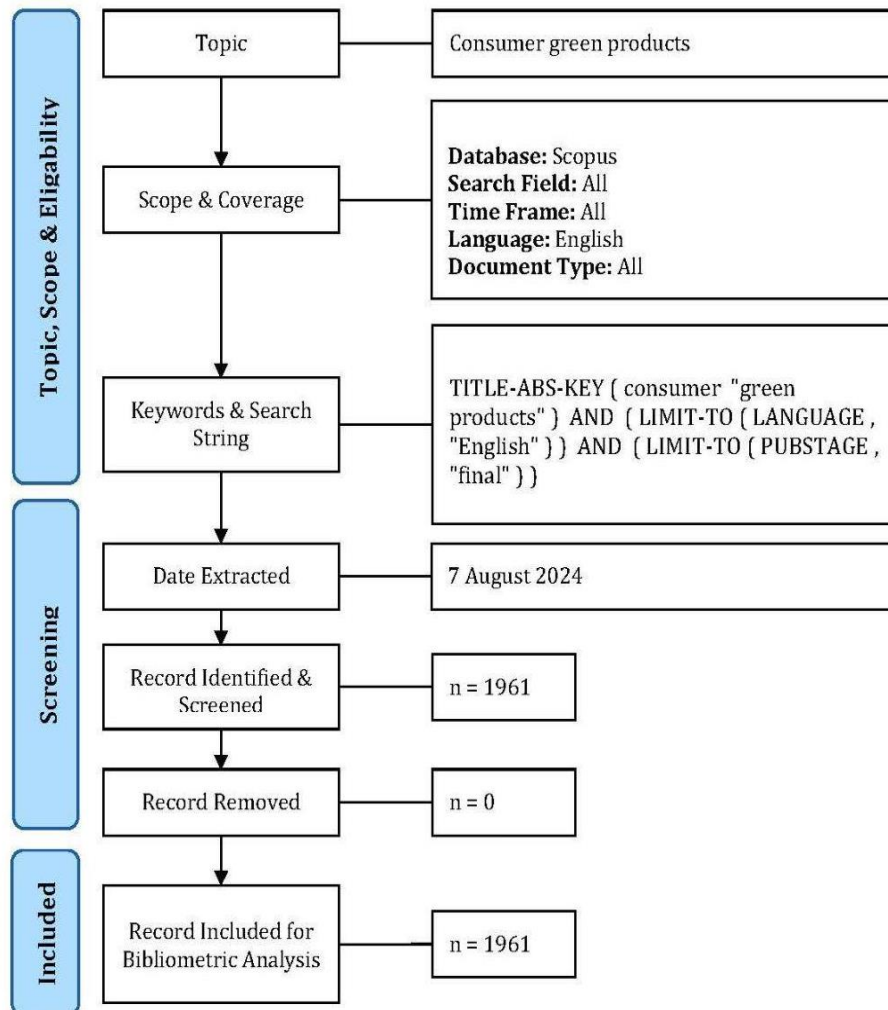 Topic, Scope & Eligability
Topic
Consumer green products
Scope & Coverage
Database: Scopus
Search Field: All
Time Frame: All
Language: English
Document Type: All
Keywords & Search
String
TITLE-ABS-KEY ( consumer "green
products" ) AND ( LIMIT-TO ( LANGUAGE ,
"English" ) ) AND ( LIMIT-TO ( PUBSTAGE ,
"final" ) )
Screening
Date Extracted
7 August 2024
Record Identified &
Screened
n = 1961
Record Removed
n = 0
Included
Record Included for
Bibliometric Analysis
n = 1961